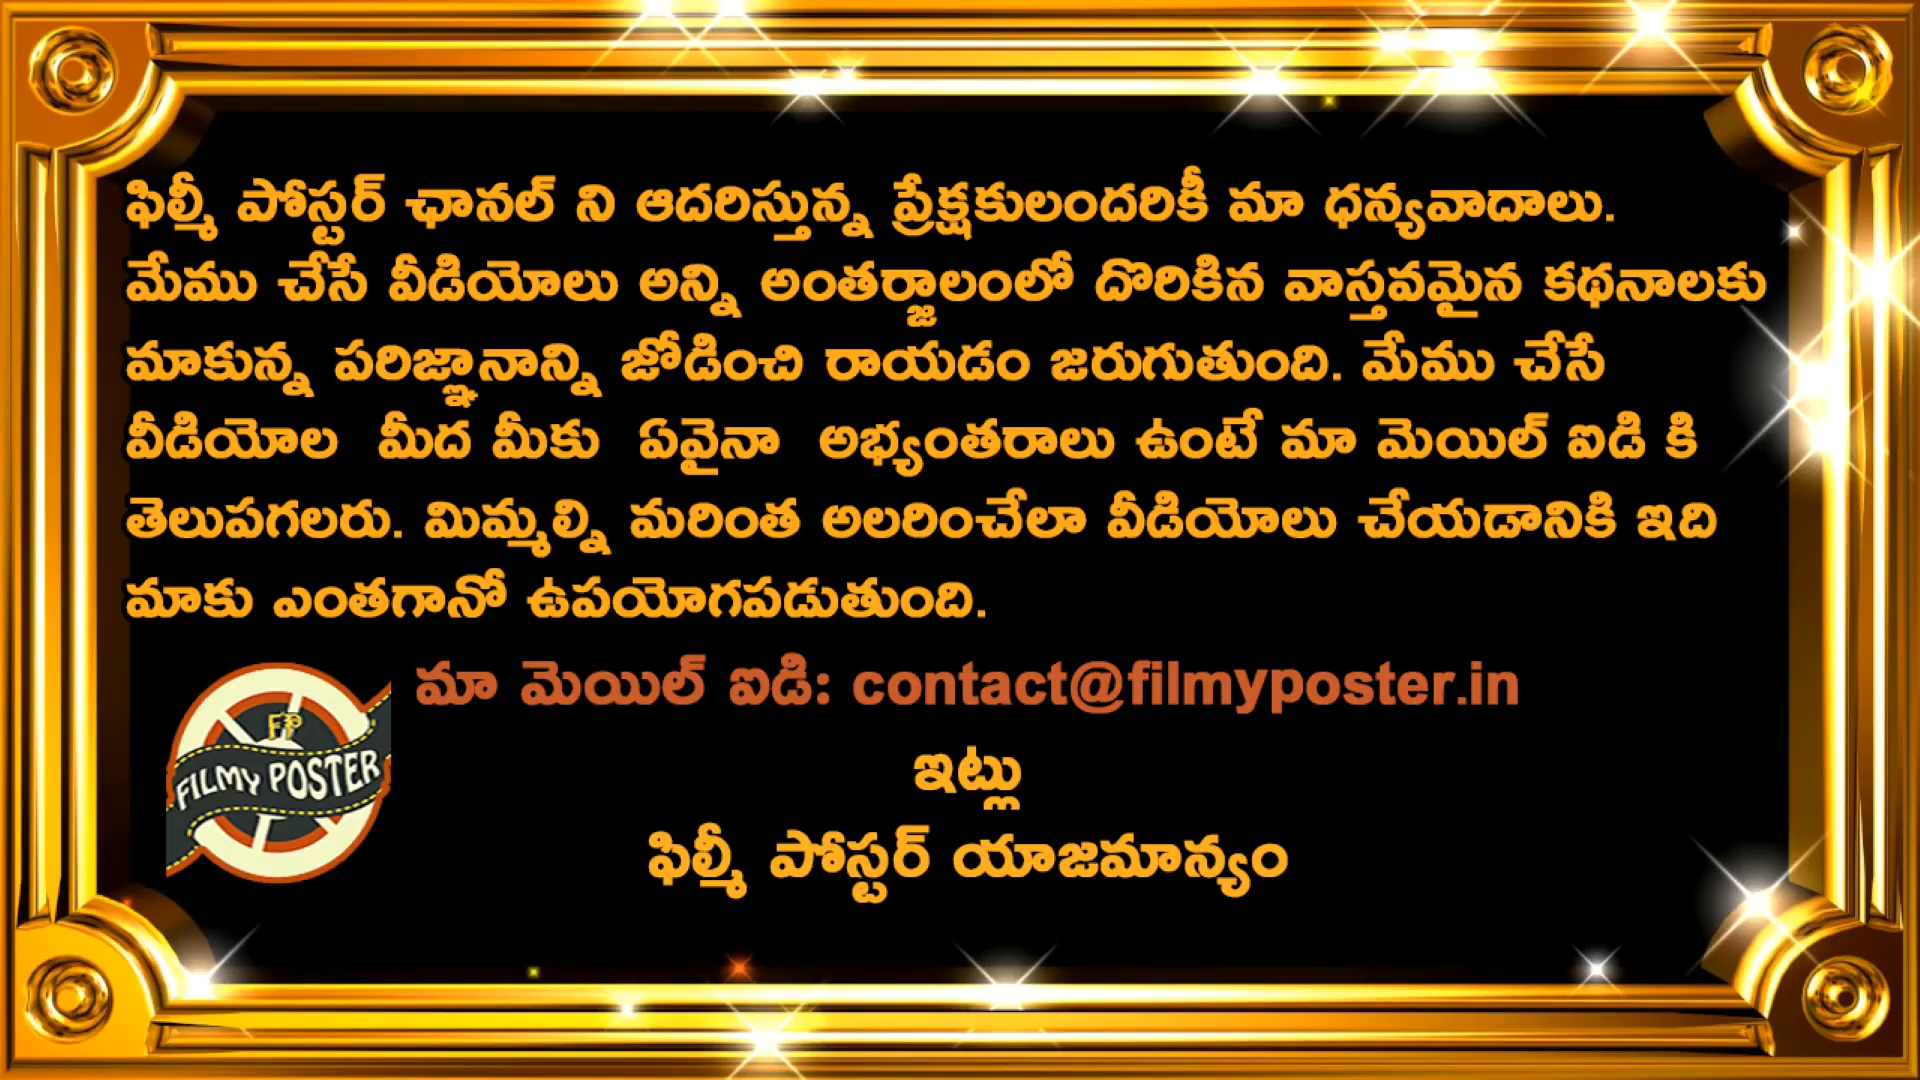 ఫిల్మీ పోస్టర్ ఛానల్ ని ఆదరిస్తున్న ప్రేక్షకులందరికీ మా ధన్యవాదాలు.
మేము చేసే వీడియోలు అన్ని అంతర్జాలంలో దొరికిన వాస్తవమైన కథనాలకు
మాకున్న పరిజ్ఞానాన్ని జోడించి రాయడం జరుగుతుంది. మేము చేసే
వీడియోల మీద మీకు ఏవైనా అభ్యంతరాలు ఉంటే మా మెయిల్ ఐడి కి
తెలుపగలరు. మిమ్మల్ని మరింత అలరించేలా వీడియోలు చేయడానికి ఇది
మాకు ఎంతగానో ఉపయోగపడుతుంది.
మా మెయిల్ ఐడి: contact@filmyposter.in
FP
FILMY POSTER
ఇట్లు
ఫిల్మీ పోస్టర్ యాజమాన్యం